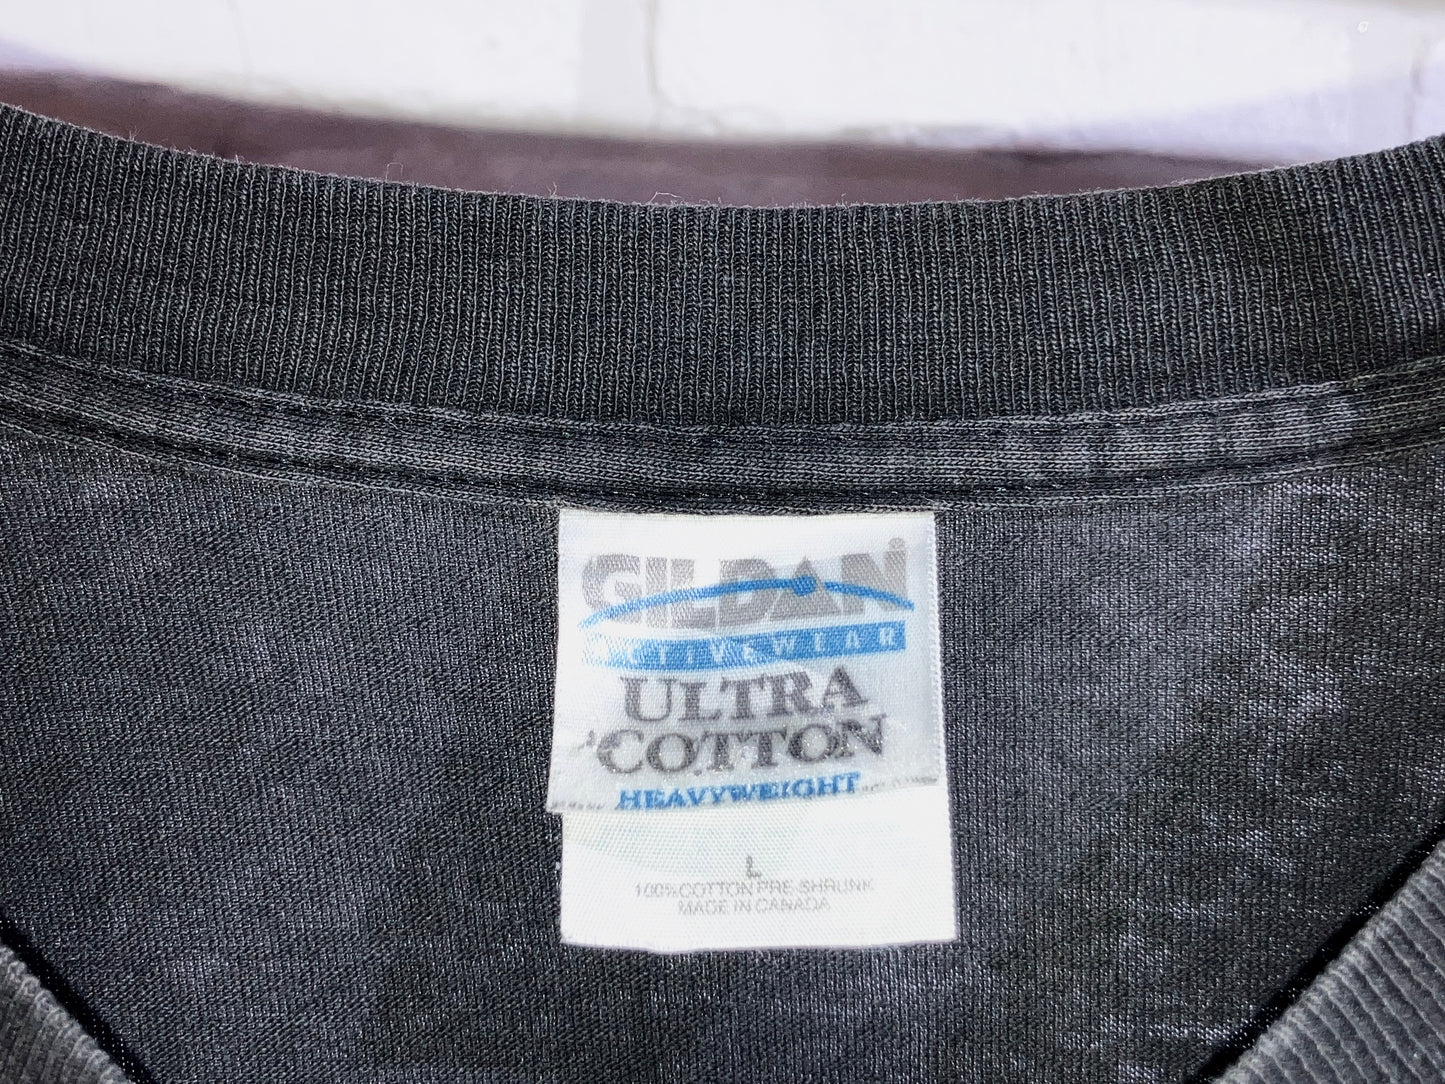 GILDAN®
ACTIVEWEAR
ULTRA
COTTON
HEAVYWEIGHT
L
100% COTTON PRE-SHRUNK
MADE IN CANADA